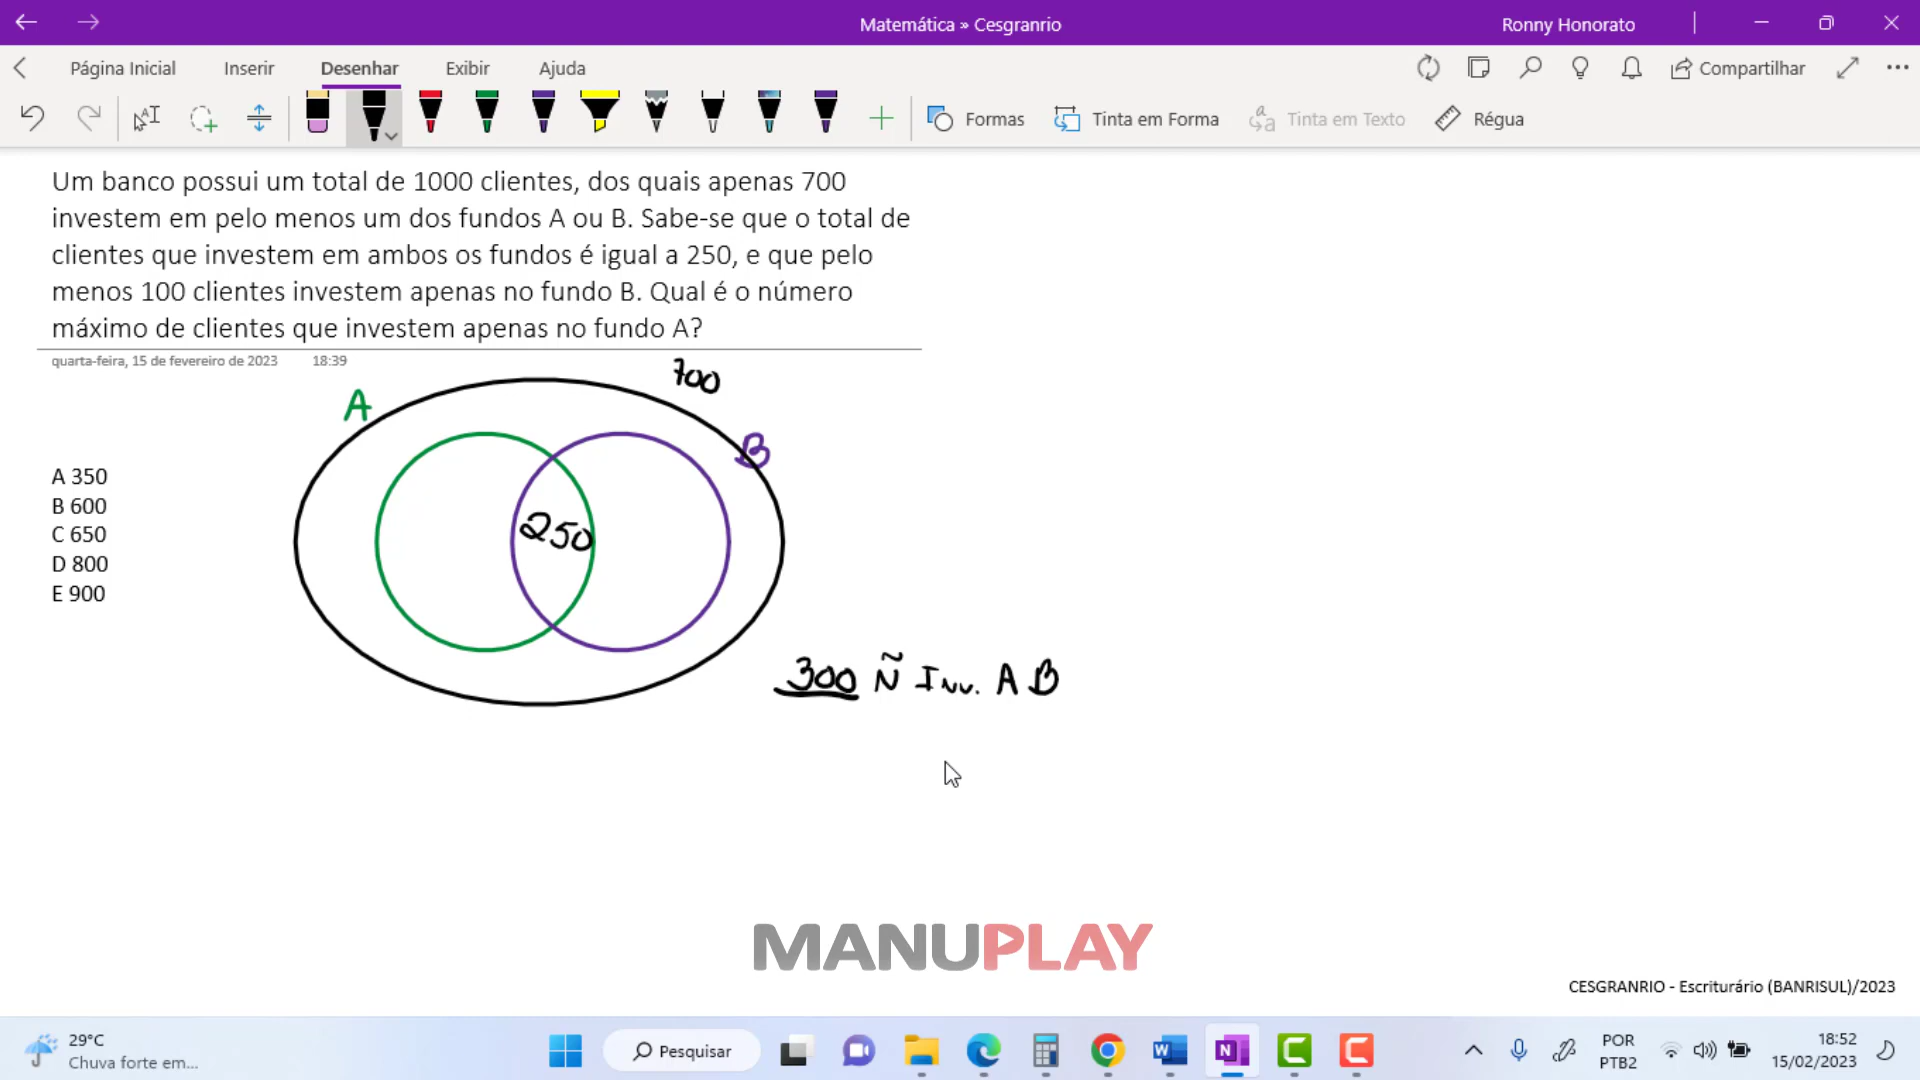 Matemática » Cesgranrio
Ronny Honorato
Página Inicial
Inserir
Desenhar
Exibir
Ajuda
Compartilhar
Formas
Tinta em Forma
Tinta em Texto
Régua
Um banco possui um total de 1000 clientes, dos quais apenas 700
investem em pelo menos um dos fundos A ou B. Sabe-se que o total de
clientes que investem em ambos os fundos é igual a 250, e que pelo
menos 100 clientes investem apenas no fundo B. Qual é o número
máximo de clientes que investem apenas no fundo A?
quarta-feira, 15 de fevereiro de 2023 18:39
700
A
B
A 350
B 600
C 650
D 800
E 900
250
300 Ñ Inv. A B
MANUPLAY
CESGRANRIO - Escriturário (BANRISUL)/2023
29°C
Chuva forte em...
Pesquisar
POR
PTB2
18:52
15/02/2023